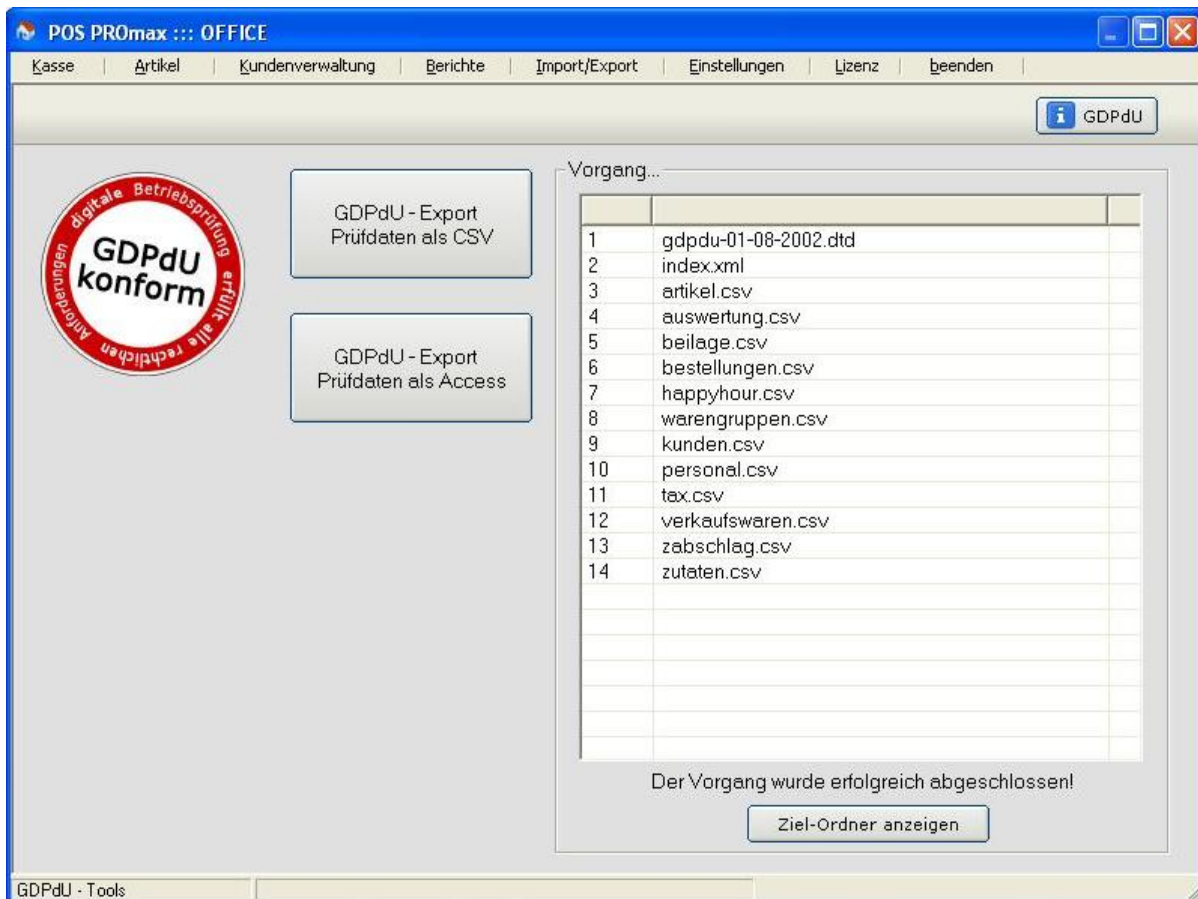 POS PROmax ::: OFFICE
Kasse | Artikel | Kundenverwaltung | Berichte | Import/Export | Einstellungen | Lizenz | beenden |
GDPdU
digitale Betriebsprüfung erfüllt alle rechtlichen Anforderungen
GDPdU
konform
GDPdU - Export
Prüfdaten als CSV
GDPdU - Export
Prüfdaten als Access
Vorgang...
1 gdpdu-01-08-2002.dtd
2 index.xml
3 artikel.csv
4 auswertung.csv
5 beilage.csv
6 bestellungen.csv
7 happyhour.csv
8 warengruppen.csv
9 kunden.csv
10 personal.csv
11 tax.csv
12 verkaufswaren.csv
13 zabschlag.csv
14 zutaten.csv
Der Vorgang wurde erfolgreich abgeschlossen!
Ziel-Ordner anzeigen
GDPdU - Tools